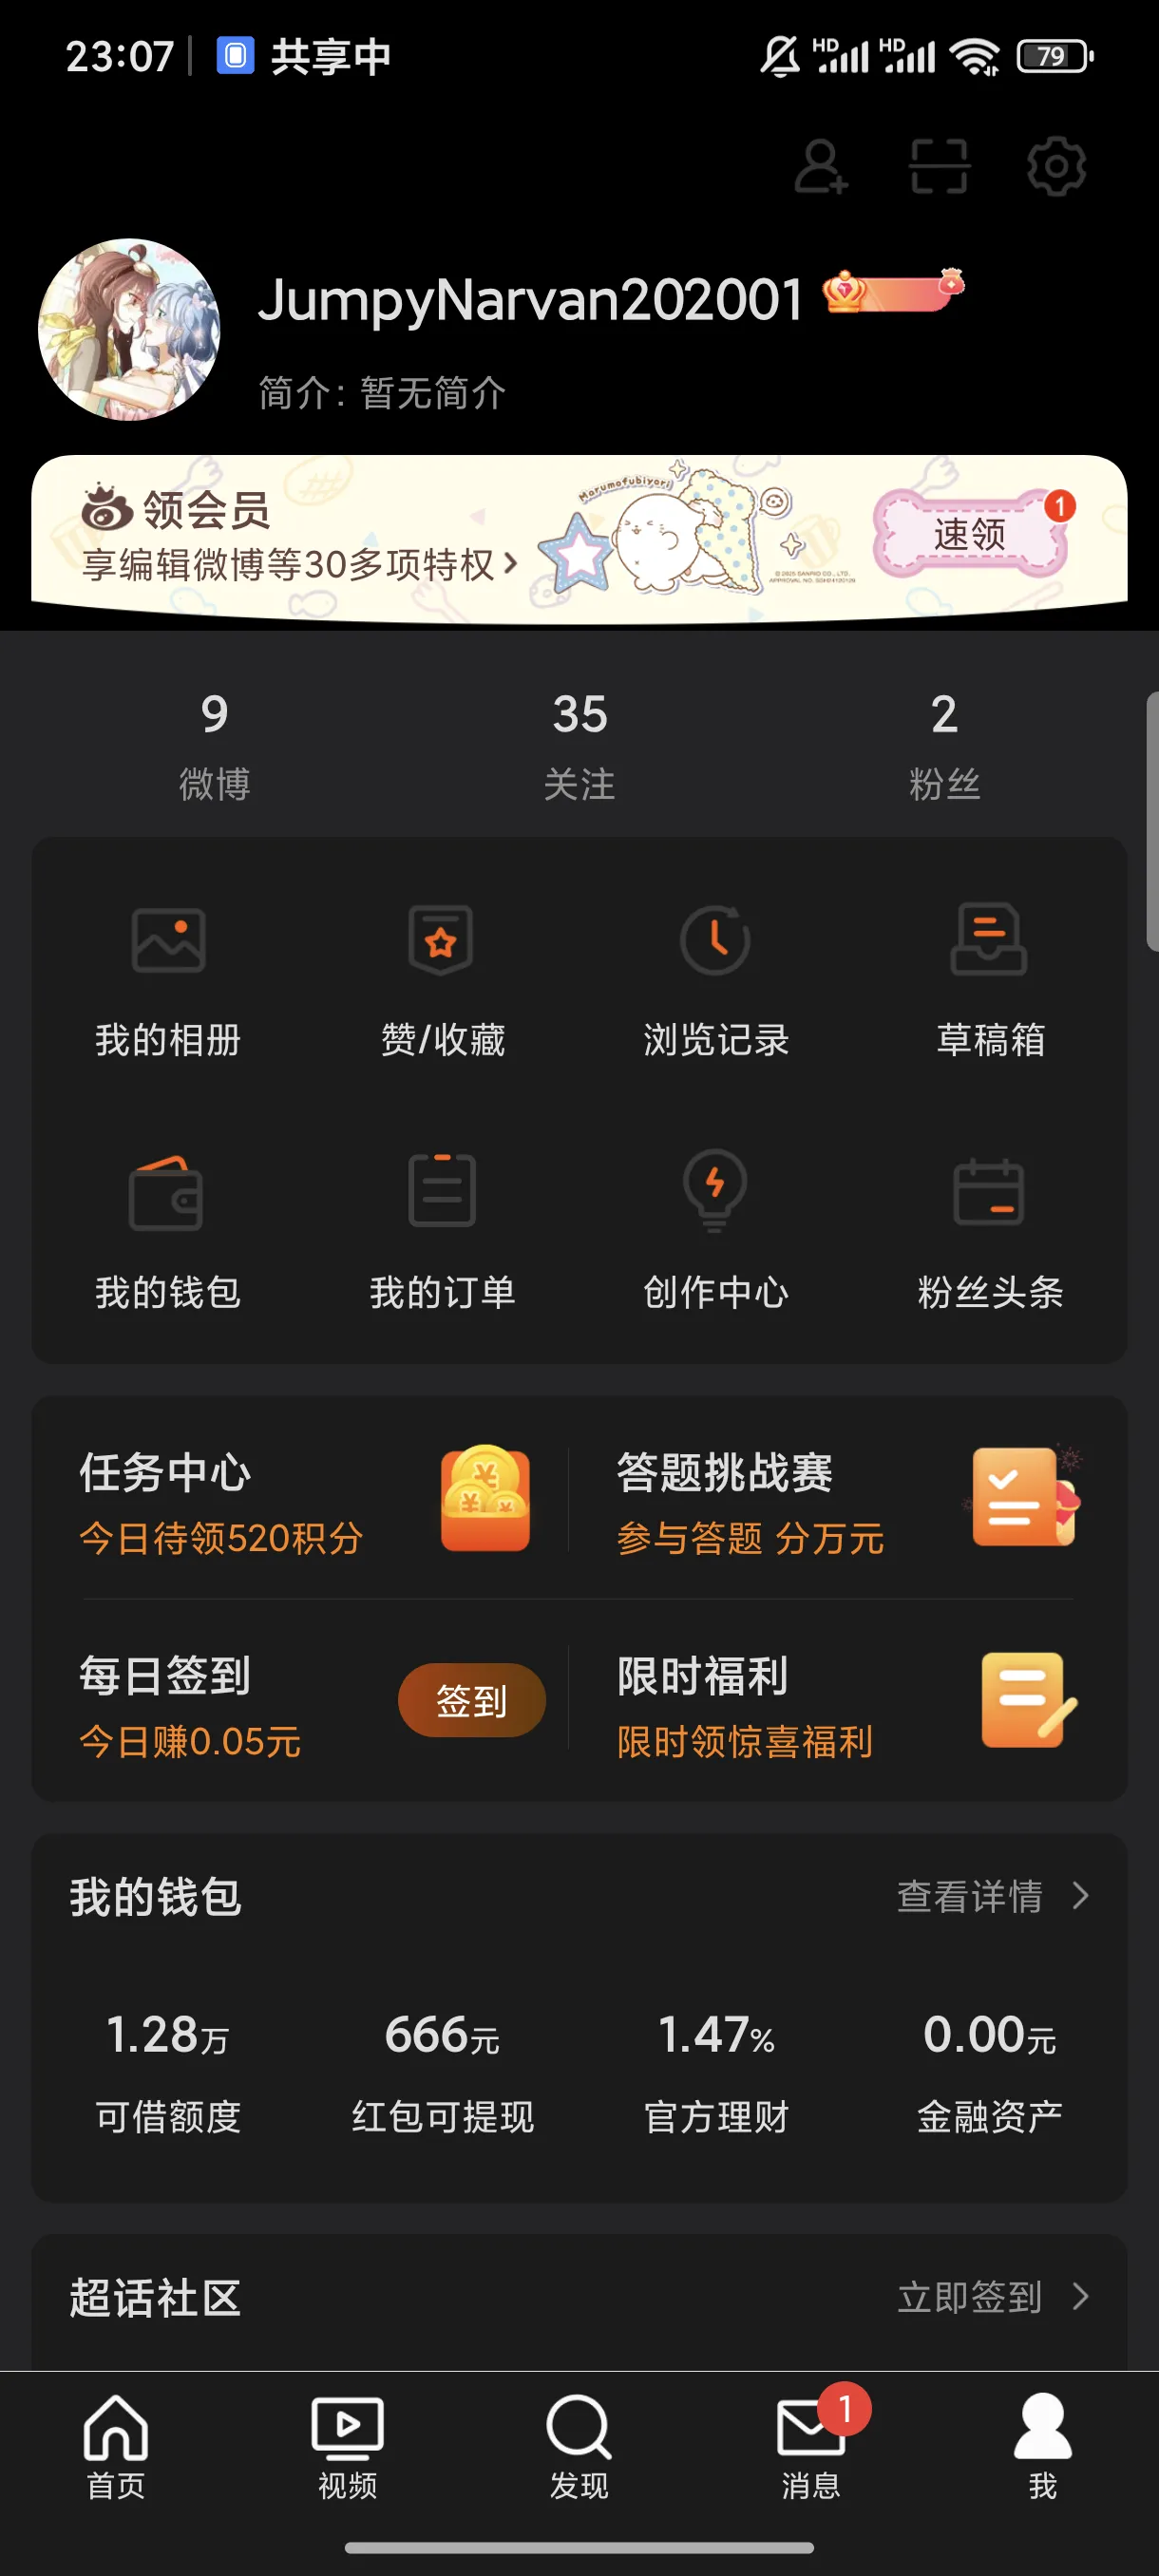 23:07 共享中 HD HD 79
JumpyNarvan202001
简介: 暂无简介
领会员
享编辑微博等30多项特权
Marumofubiyori
速领
1
9 35 2
微博 关注 粉丝
我的相册 赞/收藏 浏览记录 草稿箱
我的钱包 我的订单 创作中心 粉丝头条
任务中心 答题挑战赛
今日待领520积分 参与答题 分万元
每日签到 签到 限时福利
今日赚0.05元 限时领惊喜福利
我的钱包 查看详情
1.28万 666元 1.47% 0.00元
可借额度 红包可提现 官方理财 金融资产
超话社区 立即签到
1
首页 视频 发现 消息 我